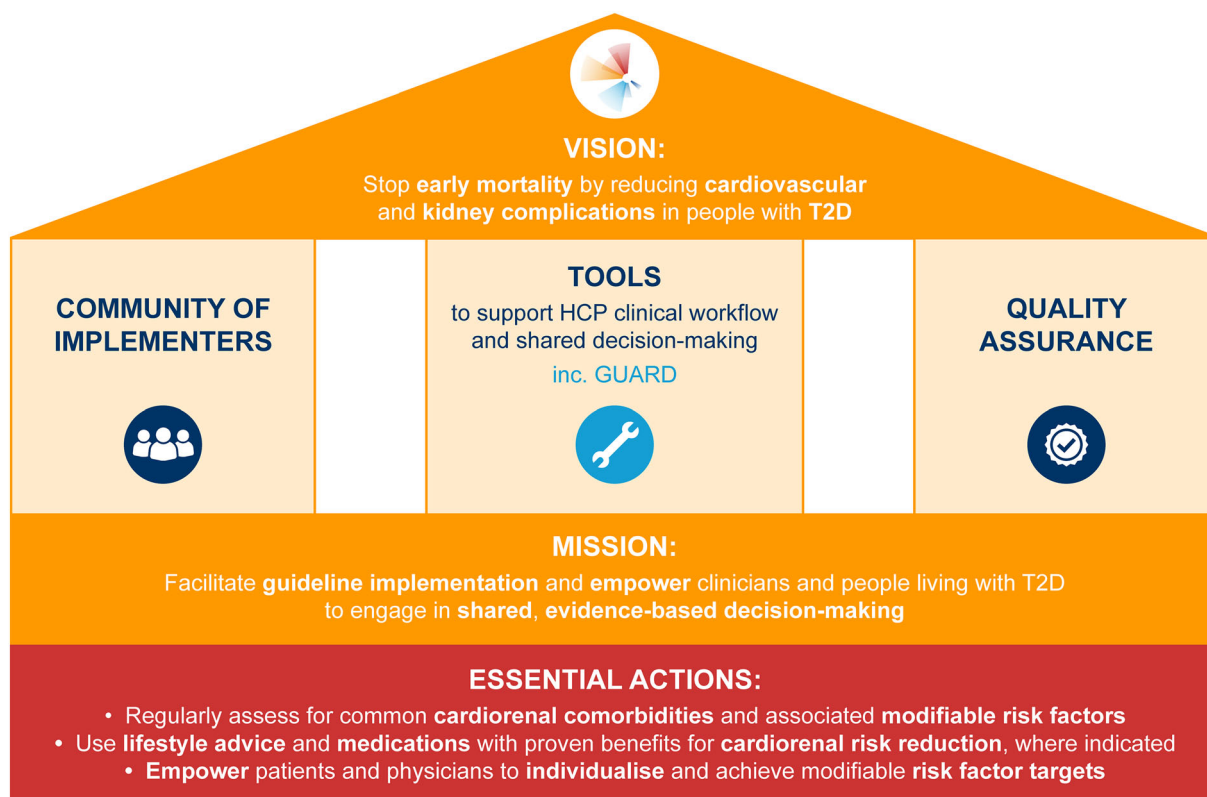 VISION:
Stop early mortality by reducing cardiovascular
and kidney complications in people with T2D
COMMUNITY OF
IMPLEMENTERS
TOOLS
to support HCP clinical workflow
and shared decision-making
inc. GUARD
QUALITY
ASSURANCE
MISSION:
Facilitate guideline implementation and empower clinicians and people living with T2D
to engage in shared, evidence-based decision-making
ESSENTIAL ACTIONS:
• Regularly assess for common cardiorenal comorbidities and associated modifiable risk factors
• Use lifestyle advice and medications with proven benefits for cardiorenal risk reduction, where indicated
• Empower patients and physicians to individualise and achieve modifiable risk factor targets